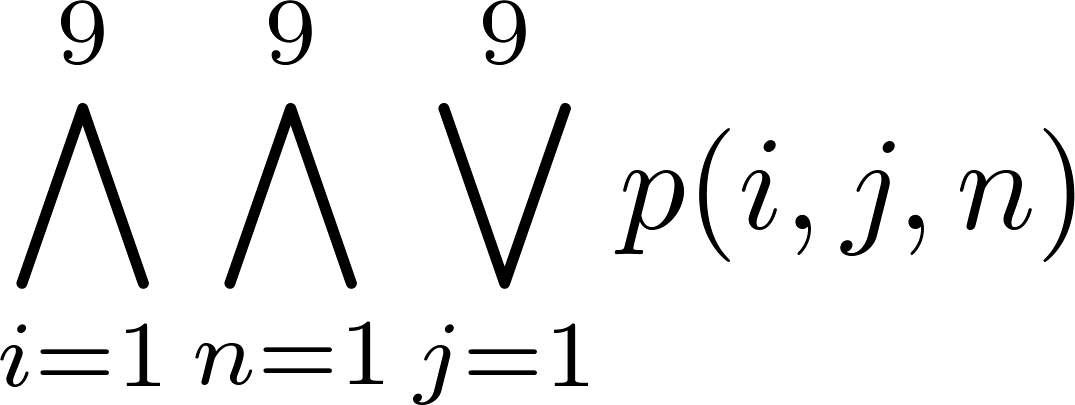 ⋀_{i=1}^{9} ⋀_{n=1}^{9} ⋁_{j=1}^{9} p(i, j, n)